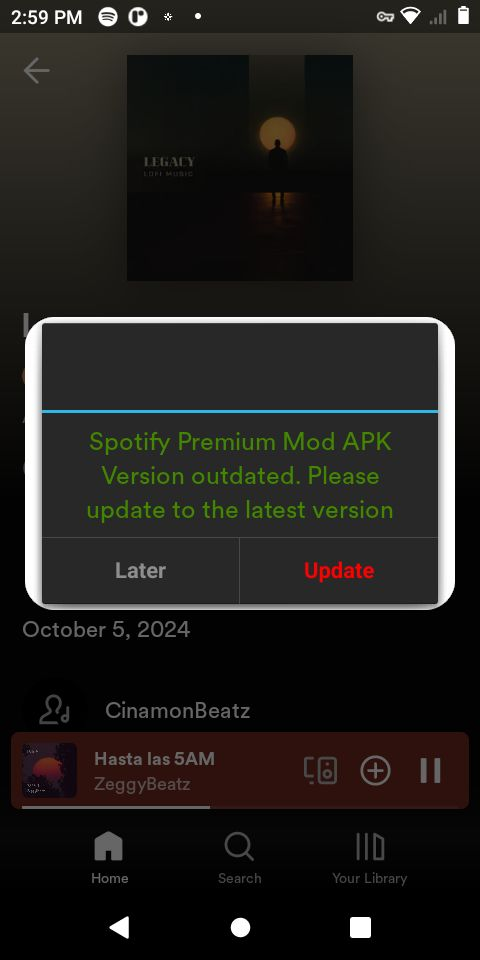 2:59 PM
LEGACY
LOFI MUSIC
Spotify Premium Mod APK
Version outdated. Please
update to the latest version
Later
Update
October 5, 2024
CinamonBeatz
Hasta las 5AM
ZeggyBeatz
Home
Search
Your Library